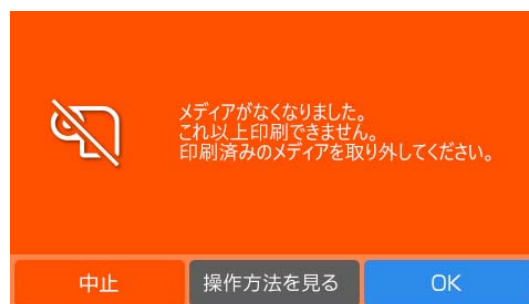 メディアがなくなりました。
これ以上印刷できません。
印刷済みのメディアを取り外してください。
中止
操作方法を見る
OK